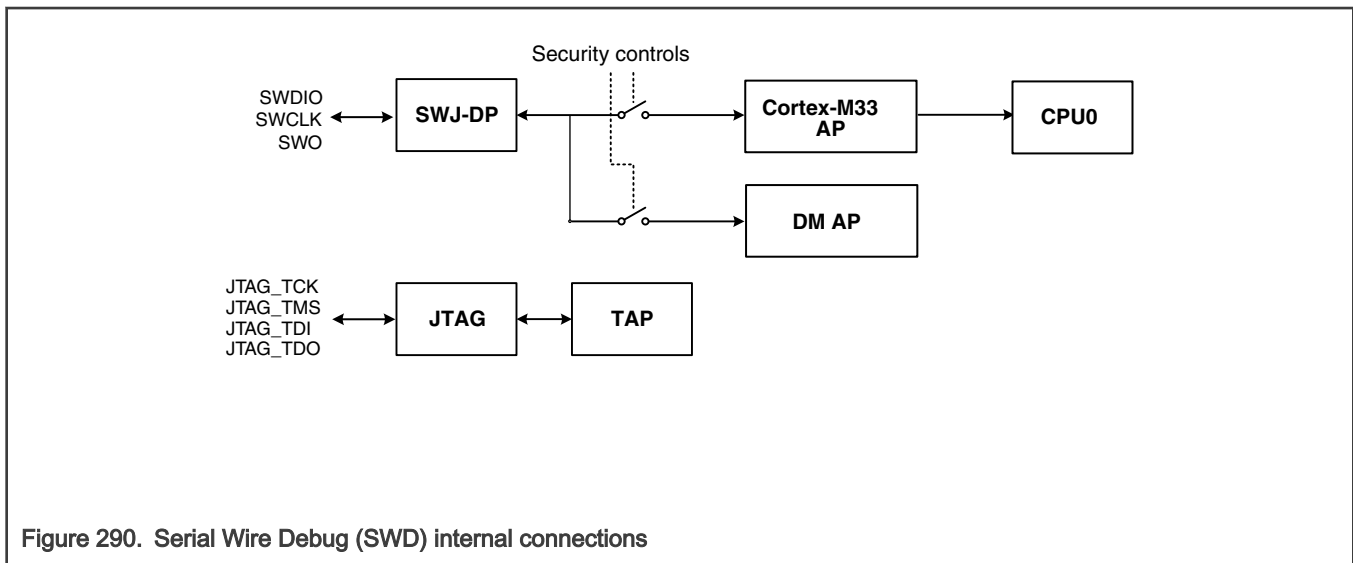 Security controls
SWDIO
SWCLK
SWO
SWJ-DP
Cortex-M33
AP
CPU0
DM AP
JTAG_TCK
JTAG_TMS
JTAG_TDI
JTAG_TDO
JTAG
TAP
Figure 290. Serial Wire Debug (SWD) internal connections